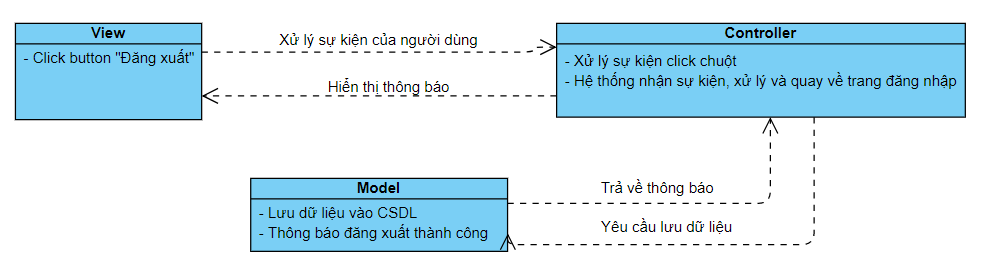 View
- Click button "Đăng xuất"
Xử lý sự kiện của người dùng
Hiển thị thông báo
Controller
- Xử lý sự kiện click chuột
- Hệ thống nhận sự kiện, xử lý và quay về trang đăng nhập
Model
- Lưu dữ liệu vào CSDL
- Thông báo đăng xuất thành công
Trả về thông báo
Yêu cầu lưu dữ liệu